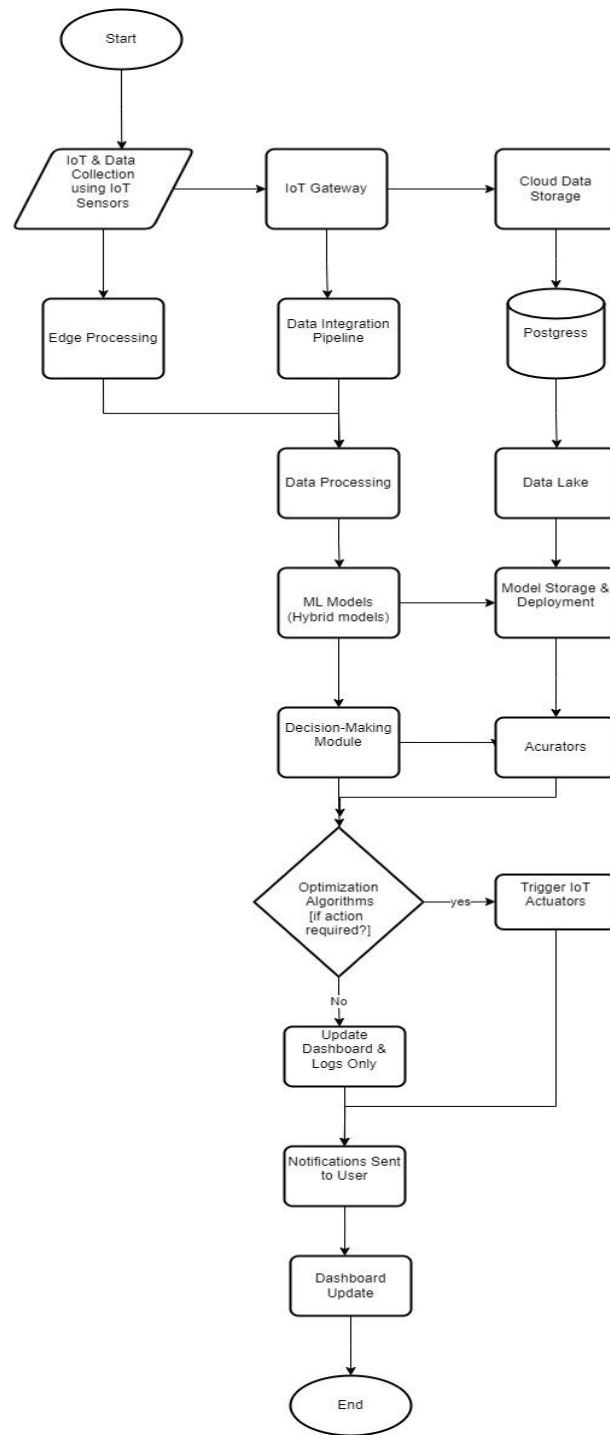 Start
IoT & Data
Collection
using IoT
Sensors
IoT Gateway
Cloud Data
Storage
Edge Processing
Data Integration
Pipeline
Postgress
Data Processing
Data Lake
ML Models
(Hybrid models)
Model Storage &
Deployment
Decision-Making
Module
Acurators
Optimization
Algorithms
[if action
required?]
yes
Trigger IoT
Actuators
No
Update
Dashboard &
Logs Only
Notifications Sent
to User
Dashboard
Update
End